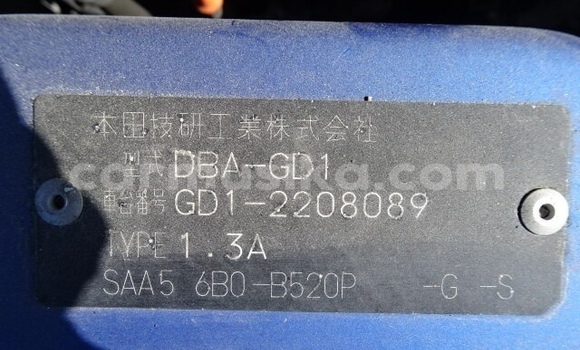 本田技研工業株式会社
型式 DBA-GD1
車台番号 GD1-2208089
TYPE 1.3A
SAA5 6B0-B520P -G -S